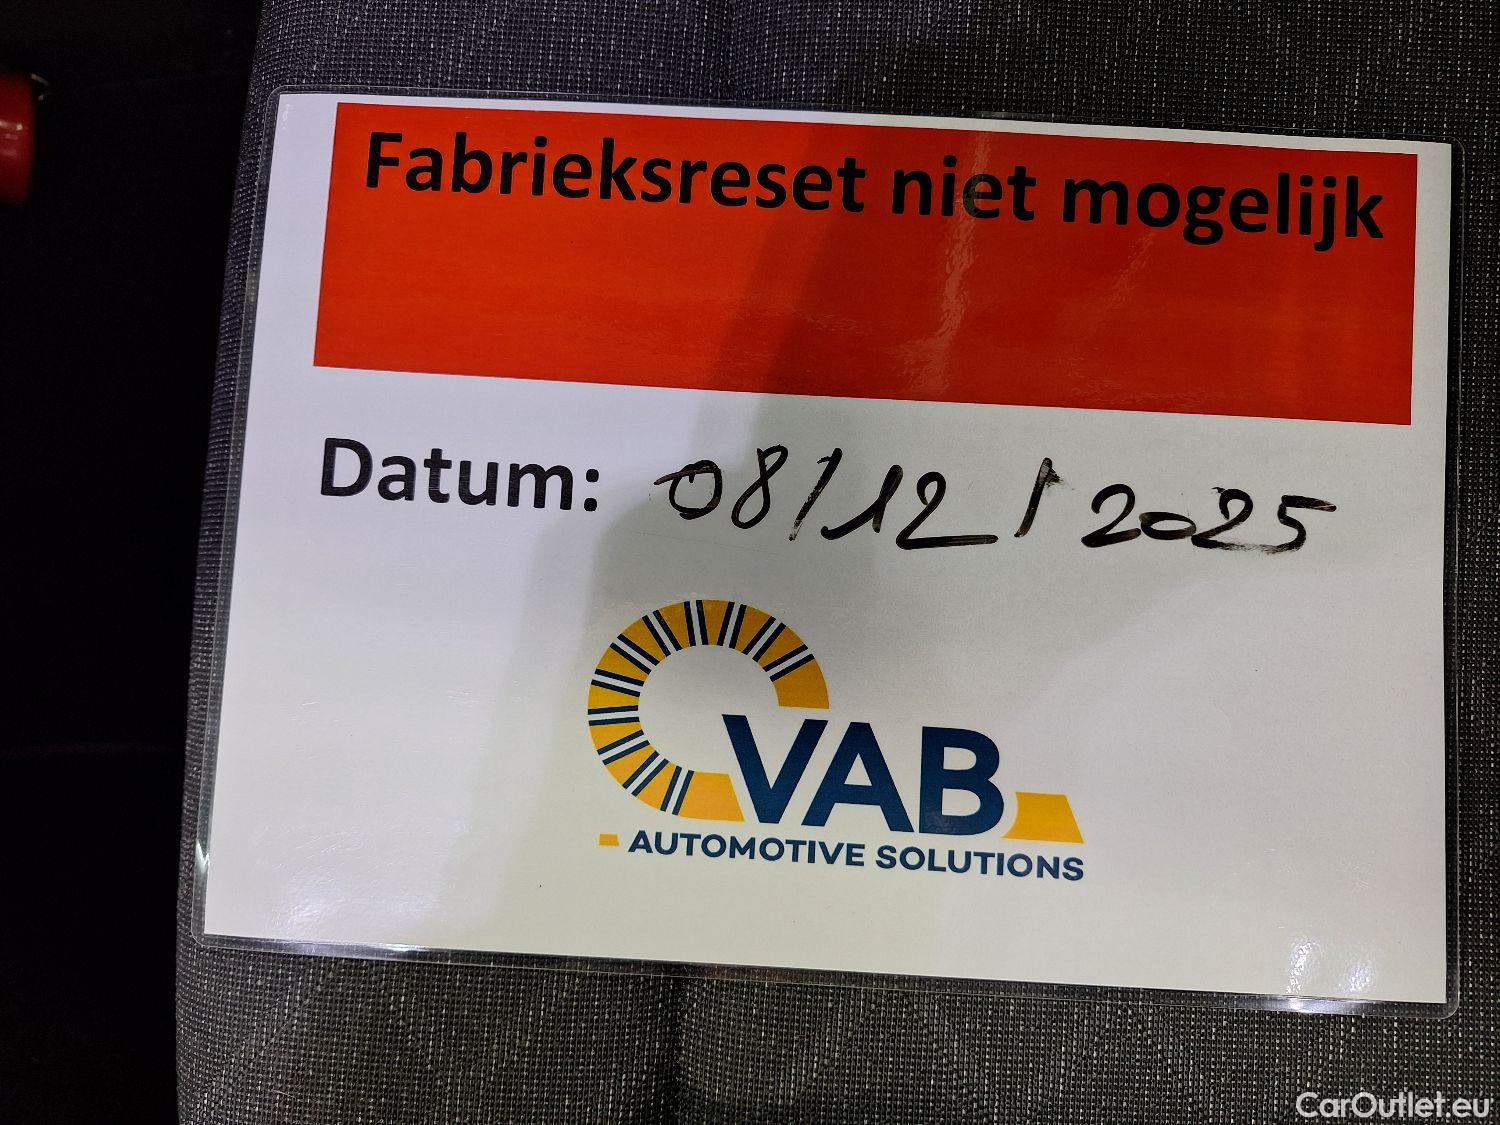 Fabrieksreset niet mogelijk
Datum: 08/12/2025
VAB
AUTOMOTIVE SOLUTIONS
CarOutlet.eu